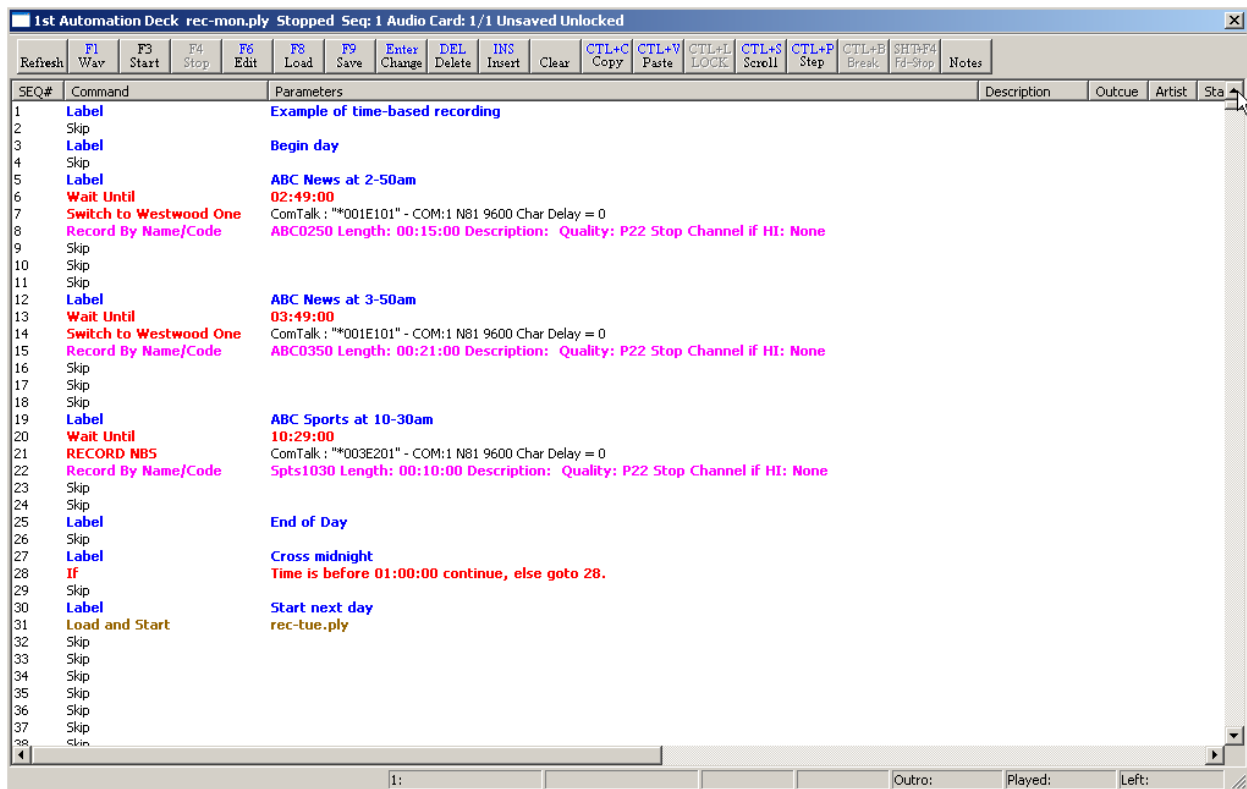 1st Automation Deck rec-mon.ply Stopped Seq: 1 Audio Card: 1/1 Unsaved Unlocked
Refresh F1 Wav F3 Start F4 Stop F6 Edit F8 Load F9 Save Enter Change DEL Delete INS Insert Clear CTL+C Copy CTL+V Paste CTL+L LOCK CTL+S Scroll CTL+P Step CTL+B Break SHT+F4 Fd-Stop Notes
SEQ# Command Parameters Description Outcue Artist Sta
1 Label Example of time-based recording
2 Skip
3 Label Begin day
4 Skip
5 Label ABC News at 2-50am
6 Wait Until 02:49:00
7 Switch to Westwood One ComTalk : "*001E101" - COM:1 N81 9600 Char Delay = 0
8 Record By Name/Code ABC0250 Length: 00:15:00 Description: Quality: P22 Stop Channel if HI: None
9 Skip
10 Skip
11 Skip
12 Label ABC News at 3-50am
13 Wait Until 03:49:00
14 Switch to Westwood One ComTalk : "*001E101" - COM:1 N81 9600 Char Delay = 0
15 Record By Name/Code ABC0350 Length: 00:21:00 Description: Quality: P22 Stop Channel if HI: None
16 Skip
17 Skip
18 Skip
19 Label ABC Sports at 10-30am
20 Wait Until 10:29:00
21 RECORD NBS ComTalk : "*003E201" - COM:1 N81 9600 Char Delay = 0
22 Record By Name/Code Spts1030 Length: 00:10:00 Description: Quality: P22 Stop Channel if HI: None
23 Skip
24 Skip
25 Label End of Day
26 Skip
27 Label Cross midnight
28 If Time is before 01:00:00 continue, else goto 28.
29 Skip
30 Label Start next day
31 Load and Start rec-tue.ply
32 Skip
33 Skip
34 Skip
35 Skip
36 Skip
37 Skip
38 Skip
1: Outro: Played: Left: